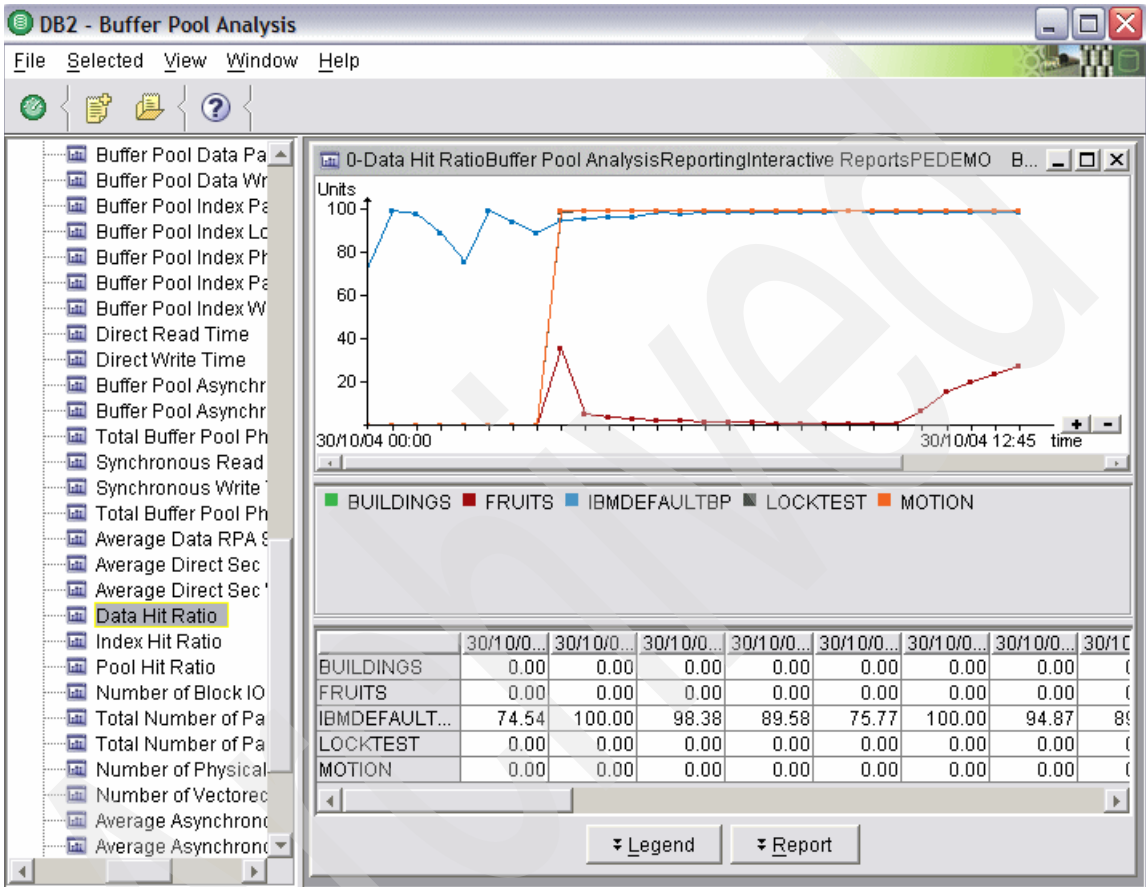 DB2 - Buffer Pool Analysis
File Selected View Window Help
Buffer Pool Data Pa
Buffer Pool Data Wr
Buffer Pool Index Pa
Buffer Pool Index Lo
Buffer Pool Index Ph
Buffer Pool Index Pa
Buffer Pool Index W
Direct Read Time
Direct Write Time
Buffer Pool Asynchr
Buffer Pool Asynchr
Total Buffer Pool Ph
Synchronous Read
Synchronous Write
Total Buffer Pool Ph
Average Data RPA S
Average Direct Sec
Average Direct Sec
Data Hit Ratio
Index Hit Ratio
Pool Hit Ratio
Number of Block IO
Total Number of Pa
Total Number of Pa
Number of Physical
Number of Vectorec
Average Asynchrono
Average Asynchrono
0-Data Hit RatioBuffer Pool AnalysisReportingInteractive ReportsPEDEMO B...
Units
100
80
60
40
20
30/10/04 00:00 30/10/04 12:45 time
+ -
BUILDINGS FRUITS IBMDEFAULTBP LOCKTEST MOTION
30/10/0... 30/10/0... 30/10/0... 30/10/0... 30/10/0... 30/10/0... 30/10/0... 30/10
BUILDINGS 0.00 0.00 0.00 0.00 0.00 0.00 0.00
FRUITS 0.00 0.00 0.00 0.00 0.00 0.00 0.00
IBMDEFAULT... 74.54 100.00 98.38 89.58 75.77 100.00 94.87 89
LOCKTEST 0.00 0.00 0.00 0.00 0.00 0.00 0.00
MOTION 0.00 0.00 0.00 0.00 0.00 0.00 0.00
Legend Report